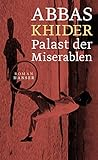 ABBAS
KHIDER
Palast der
Miserablen
ROMAN
HANSER